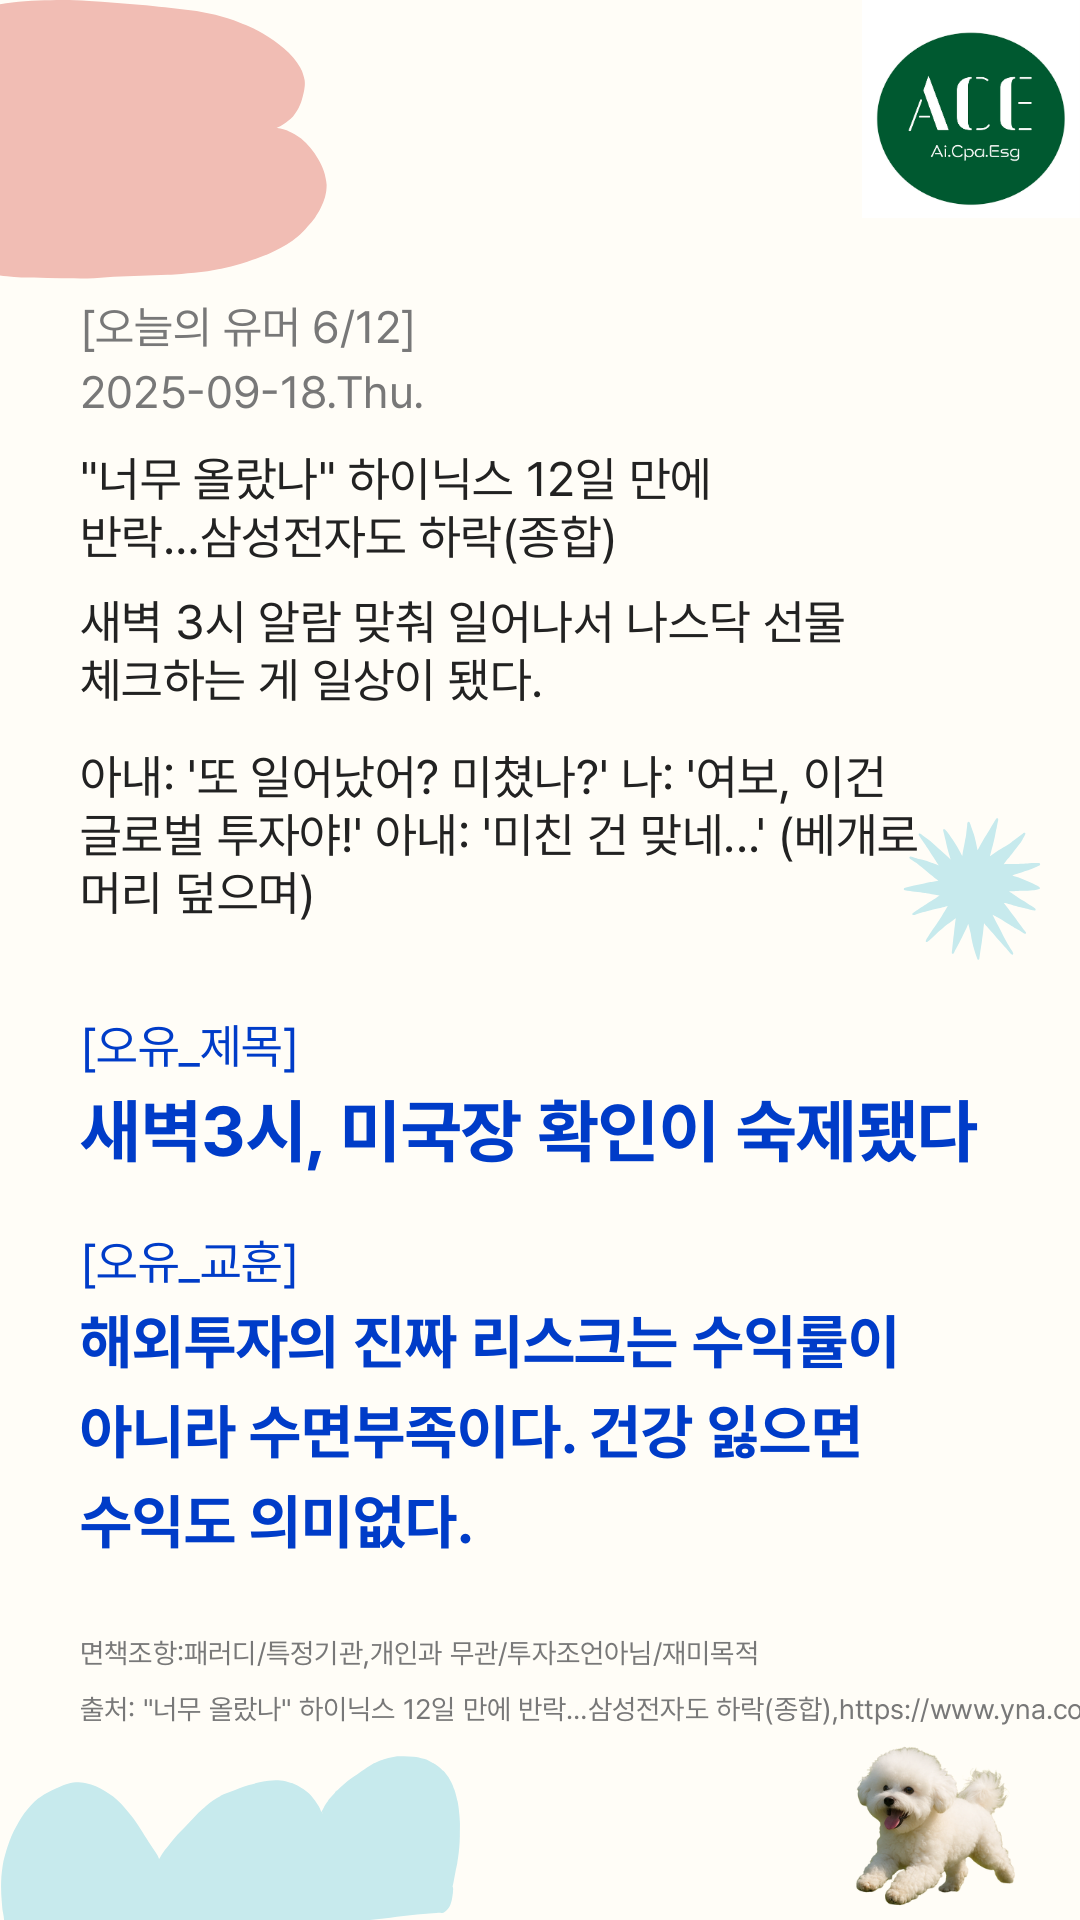 ACE
Ai.Cpa.Esg
[오늘의 유머 6/12]
2025-09-18.Thu.
"너무 올랐나" 하이닉스 12일 만에
반락…삼성전자도 하락(종합)
새벽 3시 알람 맞춰 일어나서 나스닥 선물
체크하는 게 일상이 됐다.
아내: '또 일어났어? 미쳤나?' 나: '여보, 이건
글로벌 투자야!' 아내: '미친 건 맞네...' (베개로
머리 덮으며)
[오유_제목]
새벽3시, 미국장 확인이 숙제됐다
[오유_교훈]
해외투자의 진짜 리스크는 수익률이
아니라 수면부족이다. 건강 잃으면
수익도 의미없다.
면책조항:패러디/특정기관,개인과 무관/투자조언아님/재미목적
출처: "너무 올랐나" 하이닉스 12일 만에 반락…삼성전자도 하락(종합),https://www.yna.co